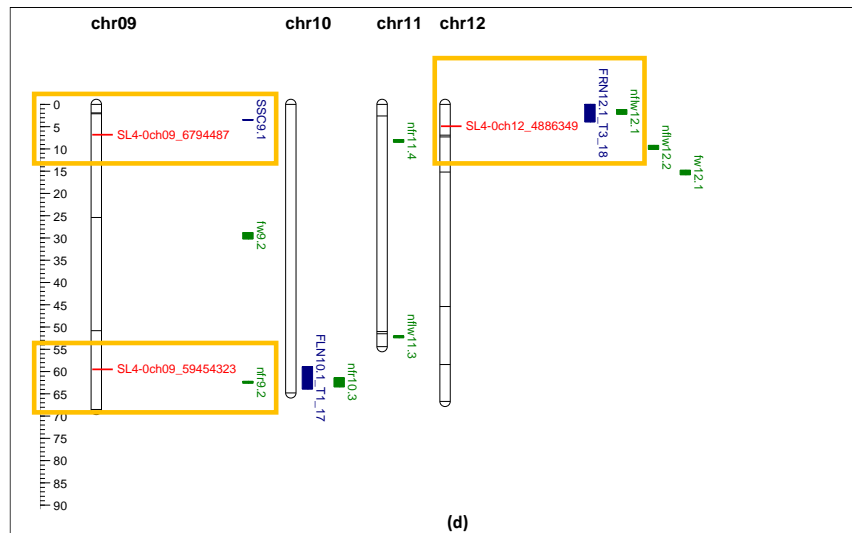 chr09
chr10
chr11
chr12
0
5
10
15
20
25
30
35
40
45
50
55
60
65
70
75
80
85
90
SL4-0ch09_6794487
SL4-0ch09_59454323
SSC9.1
fw9.2
nfr9.2
FLN10.1_T1_17
nfr10.3
nfr11.4
nflw11.3
SL4-0ch12_4886349
FRN12.1_T3_18
nflw12.1
nflw12.2
fw12.1
(d)